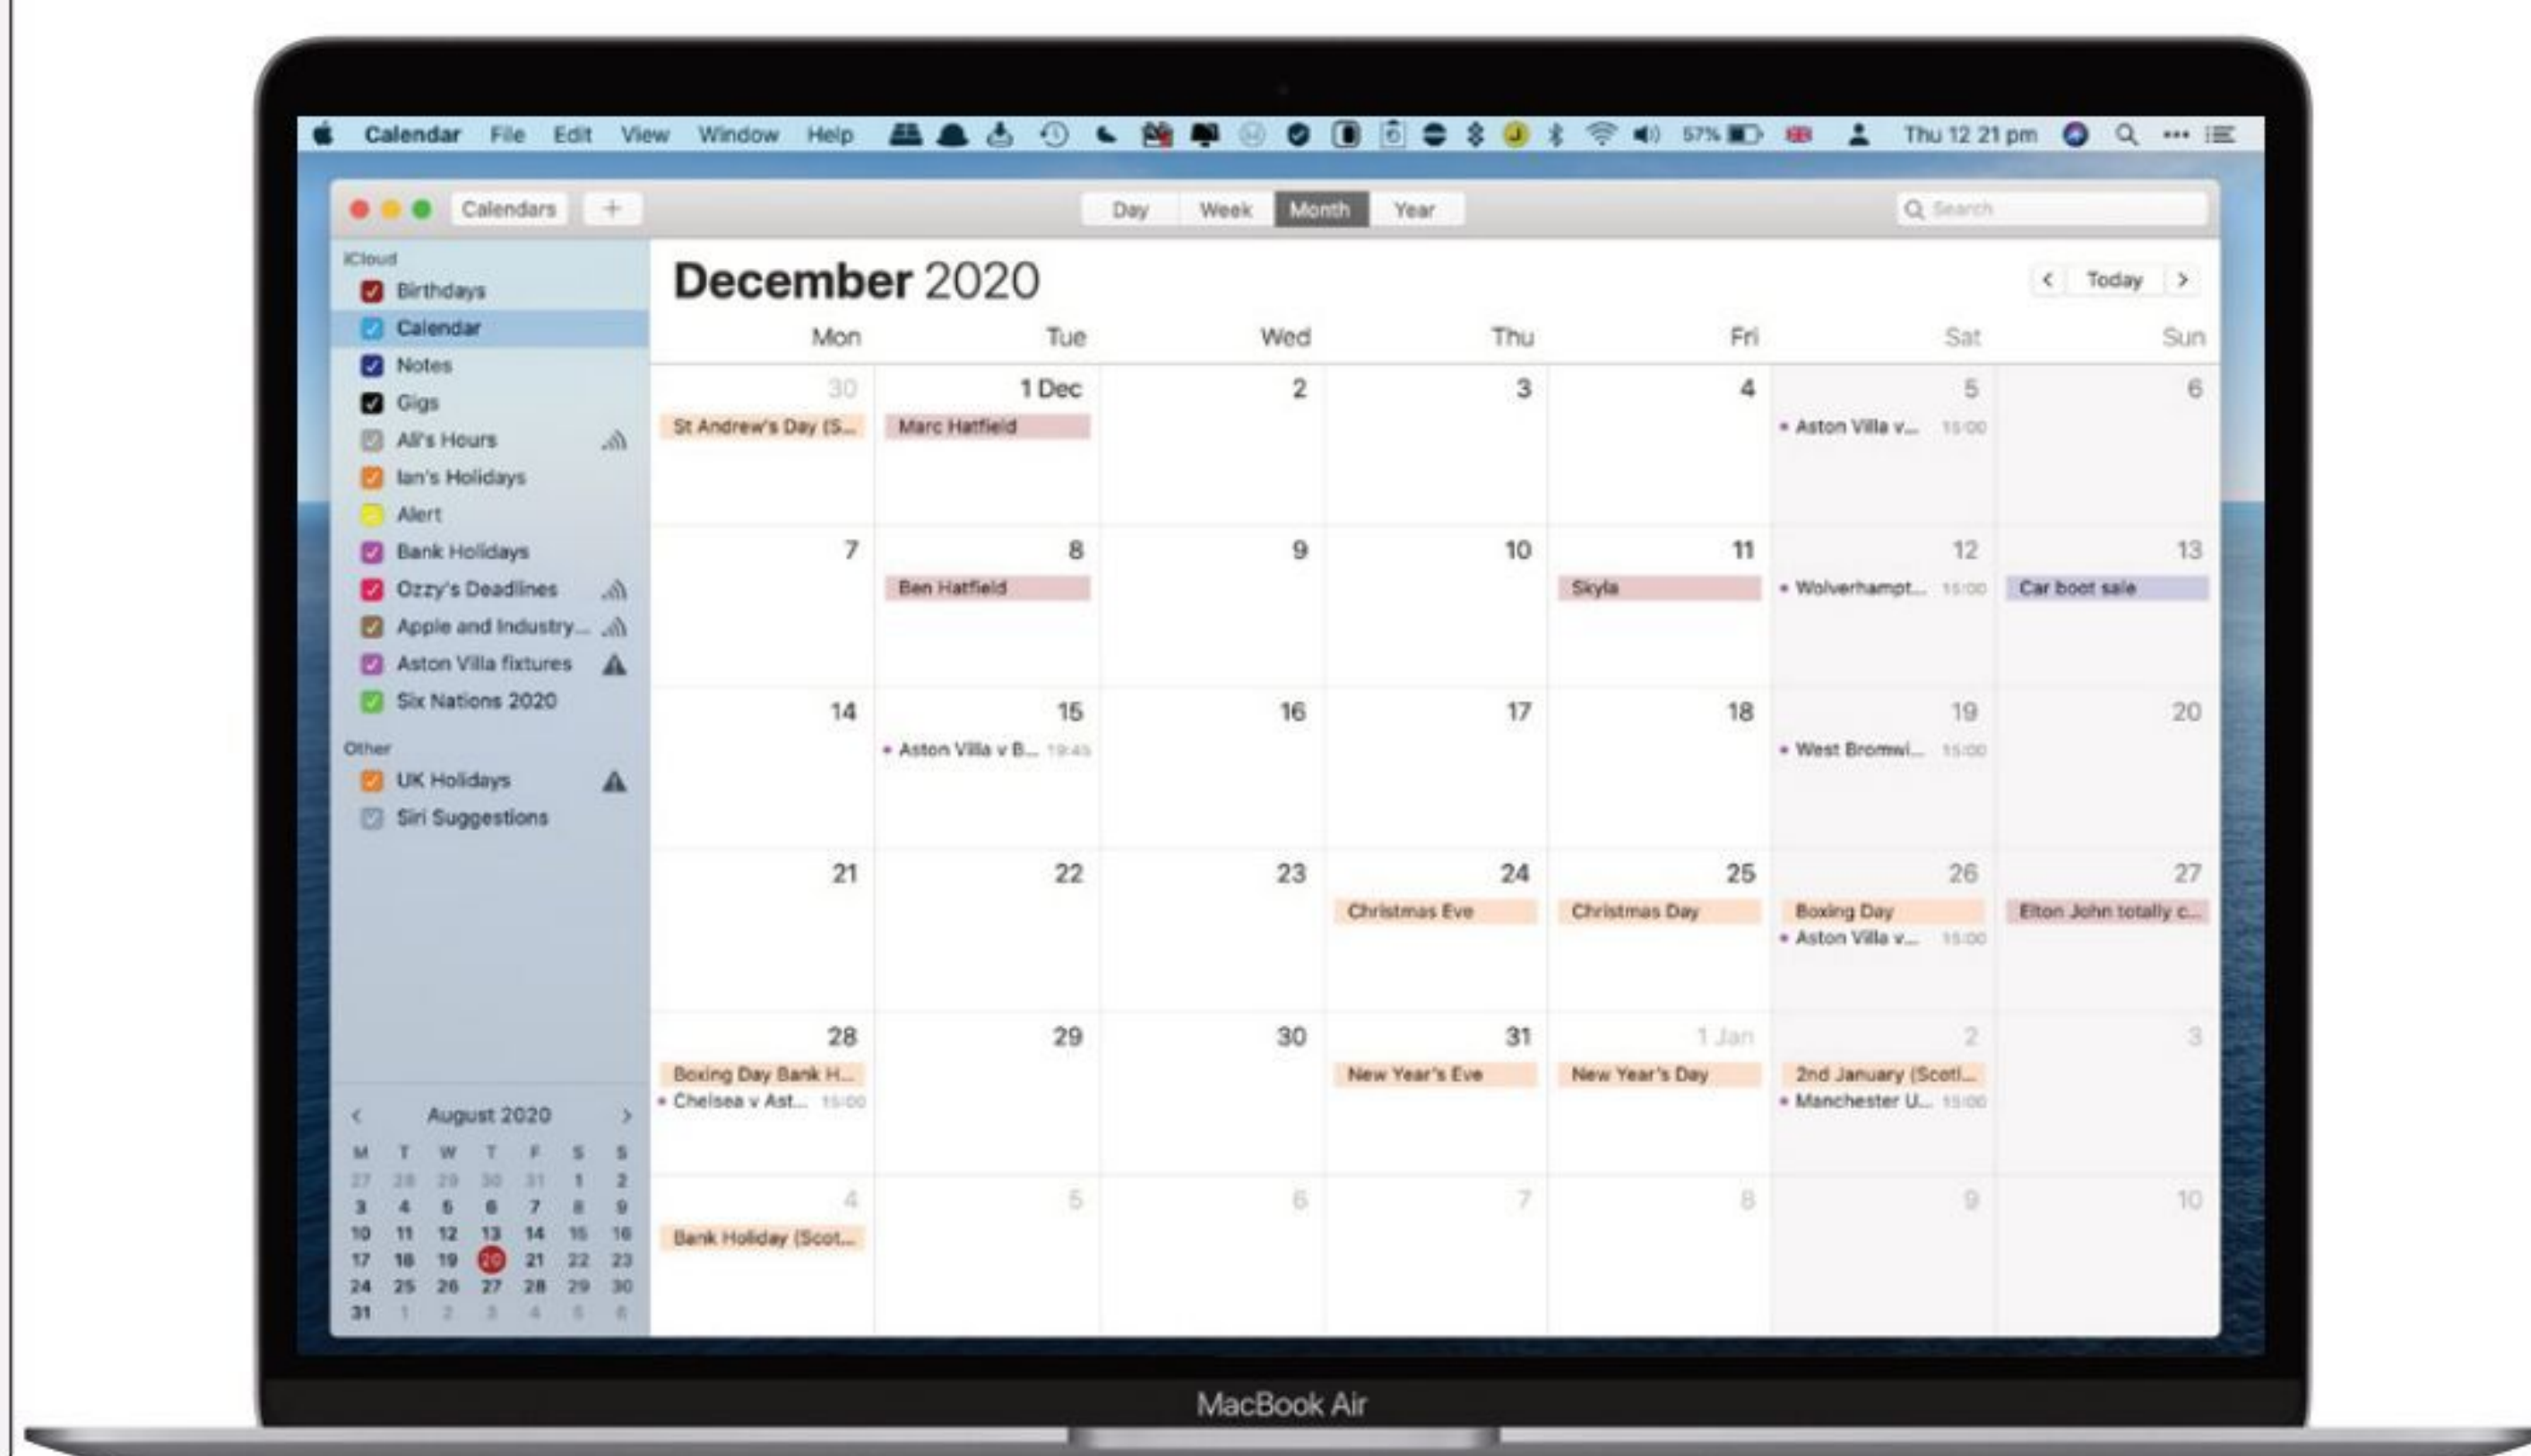 Calendar File Edit View Window Help 57% Thu 12 21 pm
Calendars + Day Week Month Year Search
iCloud
Birthdays
Calendar
Notes
Gigs
Ali's Hours
Ian's Holidays
Alert
Bank Holidays
Ozzy's Deadlines
Apple and Industry...
Aston Villa fixtures
Six Nations 2020
Other
UK Holidays
Siri Suggestions
< August 2020 >
M T W T F S S
27 28 29 30 31 1 2
3 4 5 6 7 8 9
10 11 12 13 14 15 16
17 18 19 20 21 22 23
24 25 26 27 28 29 30
31 1 2 3 4 5 6
December 2020 < Today >
Mon Tue Wed Thu Fri Sat Sun
30 1 Dec 2 3 4 5 6
St Andrew's Day (S... Marc Hatfield Aston Villa v... 15:00
7 8 9 10 11 12 13
Ben Hatfield Skyla Wolverhampt... 15:00 Car boot sale
14 15 16 17 18 19 20
Aston Villa v B... 19:45 West Bromwi... 15:00
21 22 23 24 25 26 27
Christmas Eve Christmas Day Boxing Day Elton John totally c...
Aston Villa v... 15:00
28 29 30 31 1 Jan 2 3
Boxing Day Bank H... New Year's Eve New Year's Day 2nd January (Scotl...
Chelsea v Ast... 15:00 Manchester U... 15:00
4 5 6 7 8 9 10
Bank Holiday (Scot...
MacBook Air